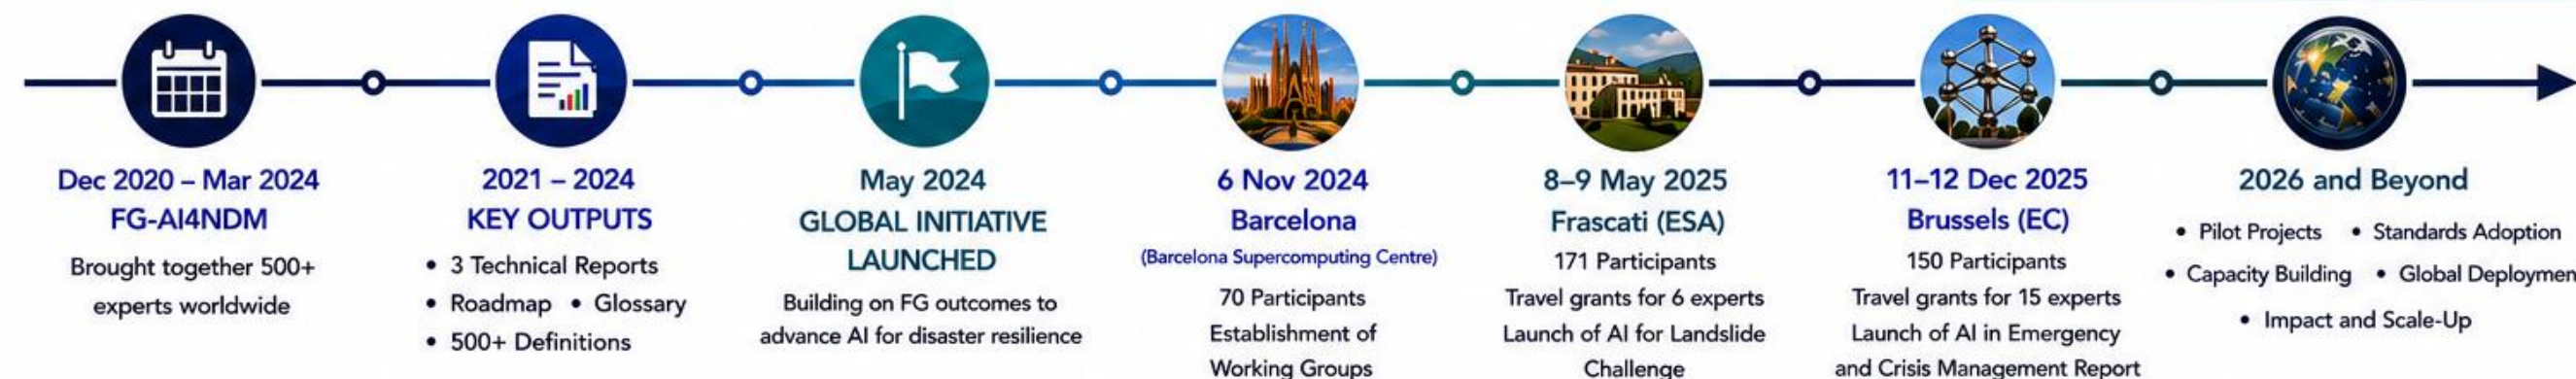 Dec 2020 – Mar 2024
FG-AI4NDM
Brought together 500+
experts worldwide
2021 – 2024
KEY OUTPUTS
• 3 Technical Reports
• Roadmap • Glossary
• 500+ Definitions
May 2024
GLOBAL INITIATIVE
LAUNCHED
Building on FG outcomes to
advance AI for disaster resilience
6 Nov 2024
Barcelona
(Barcelona Supercomputing Centre)
70 Participants
Establishment of
Working Groups
8–9 May 2025
Frascati (ESA)
171 Participants
Travel grants for 6 experts
Launch of AI for Landslide
Challenge
11–12 Dec 2025
Brussels (EC)
150 Participants
Travel grants for 15 experts
Launch of AI in Emergency
and Crisis Management Report
2026 and Beyond
• Pilot Projects • Standards Adoption
• Capacity Building • Global Deploymen
• Impact and Scale-Up